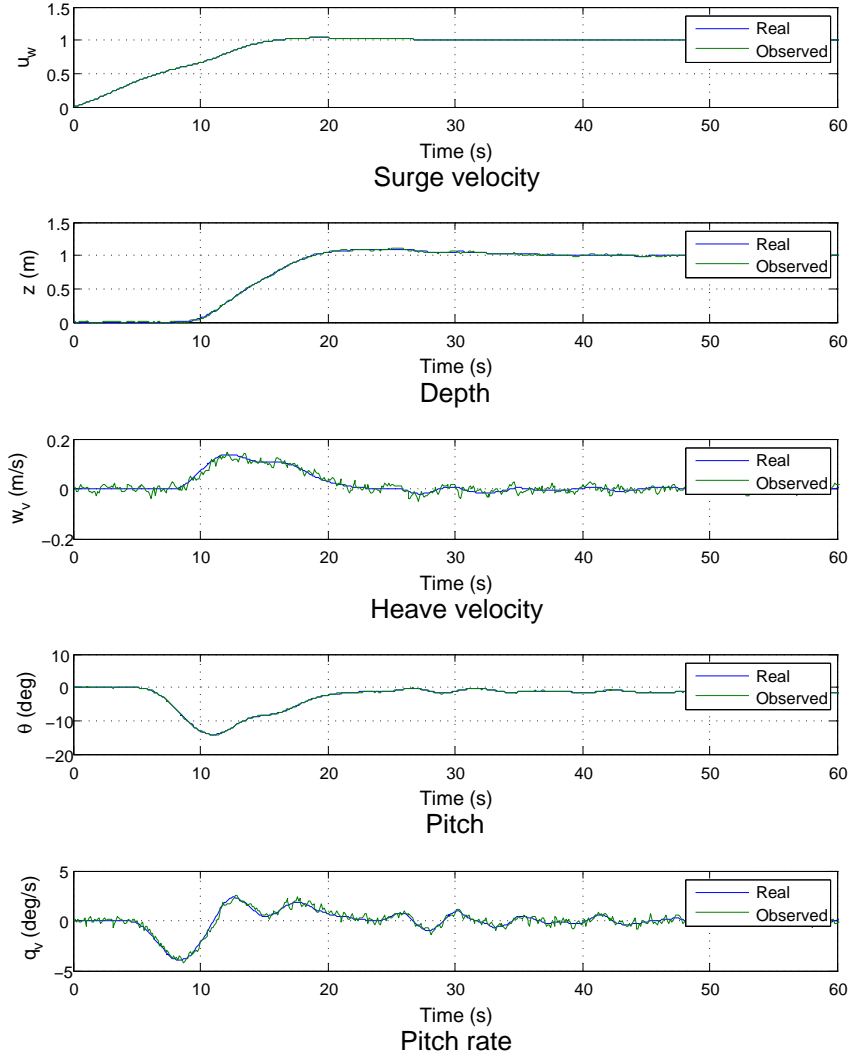 1.5
1
0.5
0
u_w
Real
Observed
0 10 20 30 40 50 60
Time (s)
Surge velocity
1.5
1
0.5
0
z (m)
Real
Observed
0 10 20 30 40 50 60
Time (s)
Depth
0.2
0
−0.2
w_v (m/s)
Real
Observed
0 10 20 30 40 50 60
Time (s)
Heave velocity
10
0
−10
−20
θ (deg)
Real
Observed
0 10 20 30 40 50 60
Time (s)
Pitch
5
0
−5
q_v (deg/s)
Real
Observed
0 10 20 30 40 50 60
Time (s)
Pitch rate